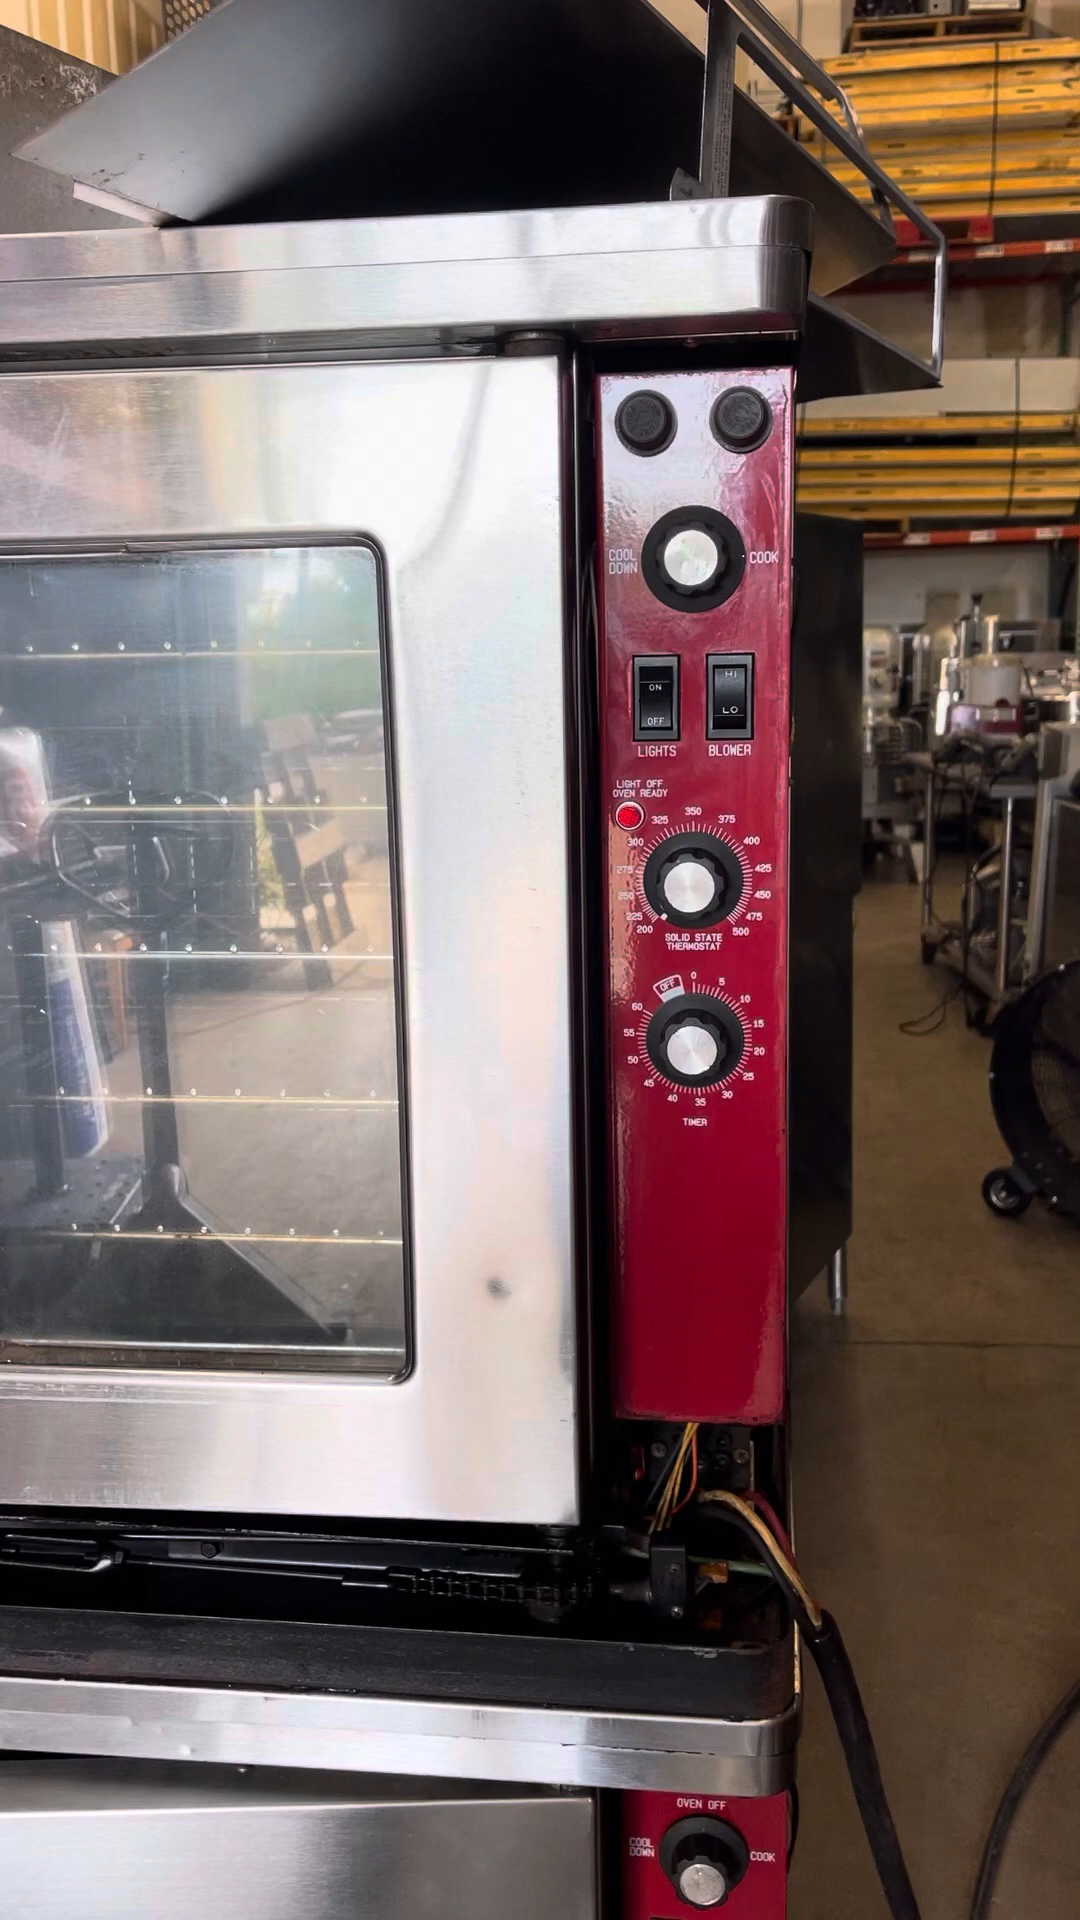 COOL
DOWN
COOK
ON
OFF
HI
LO
LIGHTS
BLOWER
LIGHT OFF
OVEN READY
200
225
250
275
300
325
350
375
400
425
450
475
500
SOLID STATE
THERMOSTAT
OFF
0
5
10
15
20
25
30
35
40
45
50
55
60
TIMER
OVEN OFF
COOL
DOWN
COOK